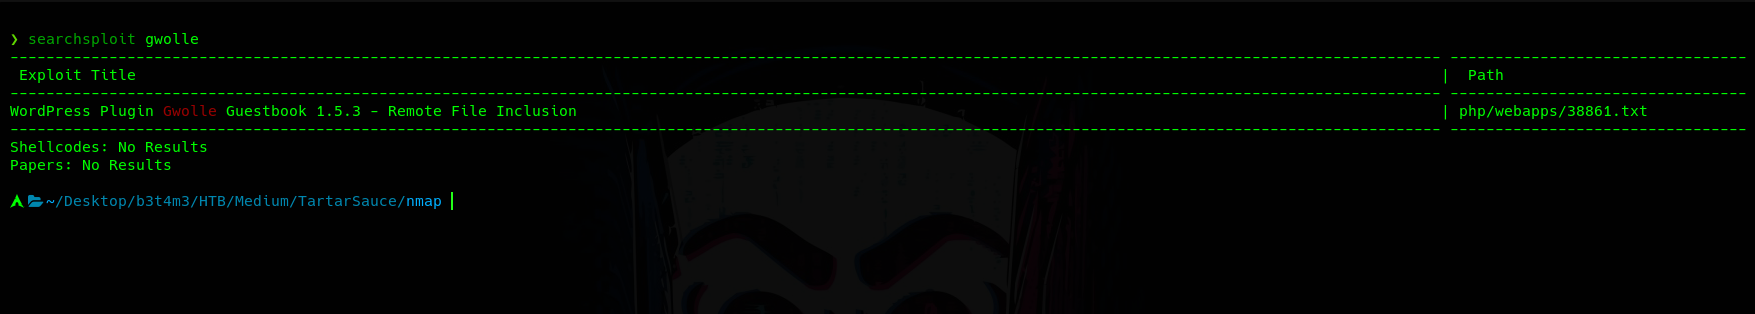 ❯ searchsploit gwolle
---------------------------------------------------------------------------------------------------------------------------------------------------------------- ---------------------------------
 Exploit Title | Path
---------------------------------------------------------------------------------------------------------------------------------------------------------------- ---------------------------------
WordPress Plugin Gwolle Guestbook 1.5.3 - Remote File Inclusion | php/webapps/38861.txt
---------------------------------------------------------------------------------------------------------------------------------------------------------------- ---------------------------------
Shellcodes: No Results
Papers: No Results
~/Desktop/b3t4m3/HTB/Medium/TartarSauce/nmap